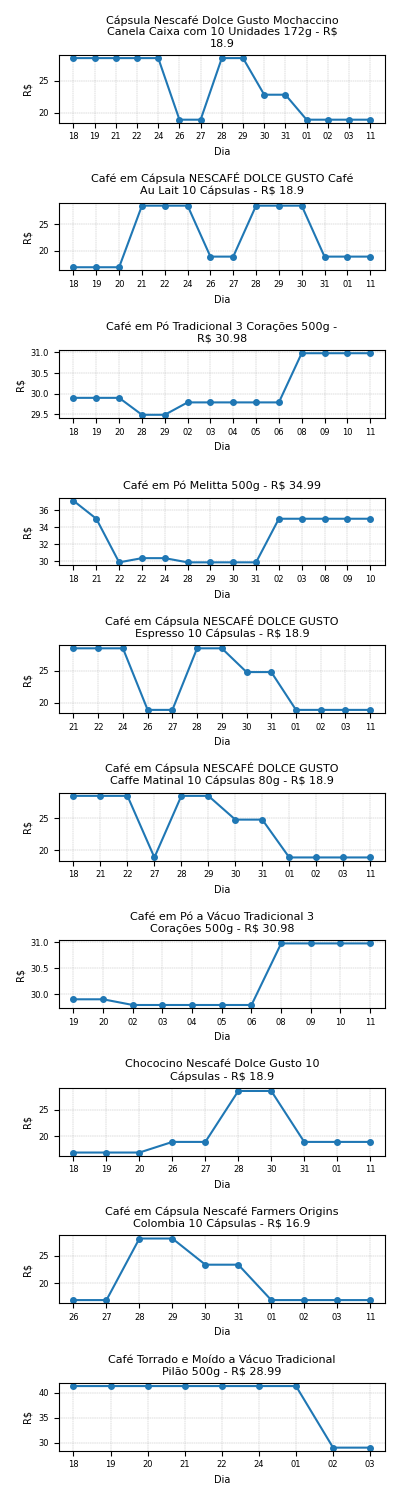 Cápsula Nescafé Dolce Gusto Mochaccino
Canela Caixa com 10 Unidades 172g - R$
18.9
R$
25
20
18 19 21 22 24 26 27 28 29 30 31 01 02 03 11
Dia
Café em Cápsula NESCAFÉ DOLCE GUSTO Café
Au Lait 10 Cápsulas - R$ 18.9
R$
25
20
18 19 20 21 22 24 26 27 28 29 30 31 01 11
Dia
Café em Pó Tradicional 3 Corações 500g -
R$ 30.98
R$
31.0
30.5
30.0
29.5
18 19 20 28 29 02 03 04 05 06 08 09 10 11
Dia
Café em Pó Melitta 500g - R$ 34.99
R$
36
34
32
30
18 21 22 22 24 28 29 30 31 02 03 08 09 10
Dia
Café em Cápsula NESCAFÉ DOLCE GUSTO
Espresso 10 Cápsulas - R$ 18.9
R$
25
20
21 22 24 26 27 28 29 30 31 01 02 03 11
Dia
Café em Cápsula NESCAFÉ DOLCE GUSTO
Caffe Matinal 10 Cápsulas 80g - R$ 18.9
R$
25
20
18 21 22 27 28 29 30 31 01 02 03 11
Dia
Café em Pó a Vácuo Tradicional 3
Corações 500g - R$ 30.98
R$
31.0
30.5
30.0
19 20 02 03 04 05 06 08 09 10 11
Dia
Chococino Nescafé Dolce Gusto 10
Cápsulas - R$ 18.9
R$
25
20
18 19 20 26 27 28 30 31 01 11
Dia
Café em Cápsula Nescafé Farmers Origins
Colombia 10 Cápsulas - R$ 16.9
R$
25
20
26 27 28 29 30 31 01 02 03 11
Dia
Café Torrado e Moído a Vácuo Tradicional
Pilão 500g - R$ 28.99
R$
40
35
30
18 19 20 21 22 24 01 02 03
Dia